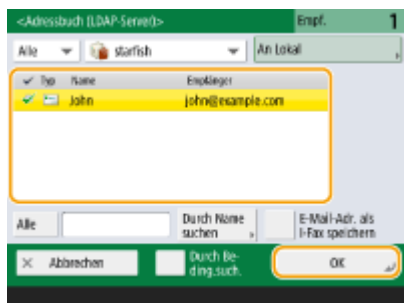 <Adressbuch (LDAP-Server)> Empf. 1
Alle starfish An Lokal
Typ Name Empfänger
John john@example.com
Alle Durch Name suchen E-Mail-Adr. als I-Fax speichern
Abbrechen Durch Be-ding.such. OK